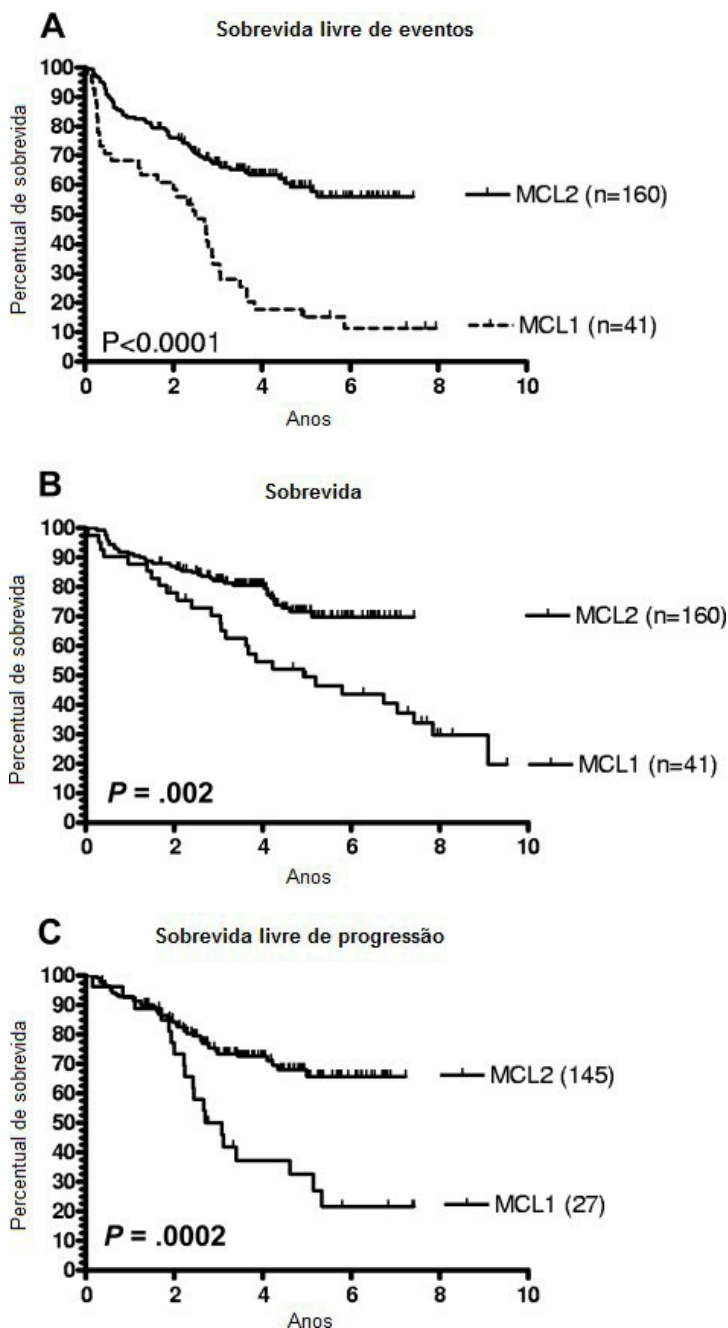 A
Sobrevida livre de eventos
Percentual de sobrevida
100
90
80
70
60
50
40
30
20
10
0
MCL2 (n=160)
MCL1 (n=41)
P<0.0001
0 2 4 6 8 10
Anos
B
Sobrevida
Percentual de sobrevida
100
90
80
70
60
50
40
30
20
10
0
MCL2 (n=160)
MCL1 (n=41)
P = .002
0 2 4 6 8 10
Anos
C
Sobrevida livre de progressão
Percentual de sobrevida
100
90
80
70
60
50
40
30
20
10
0
MCL2 (145)
MCL1 (27)
P = .0002
0 2 4 6 8 10
Anos